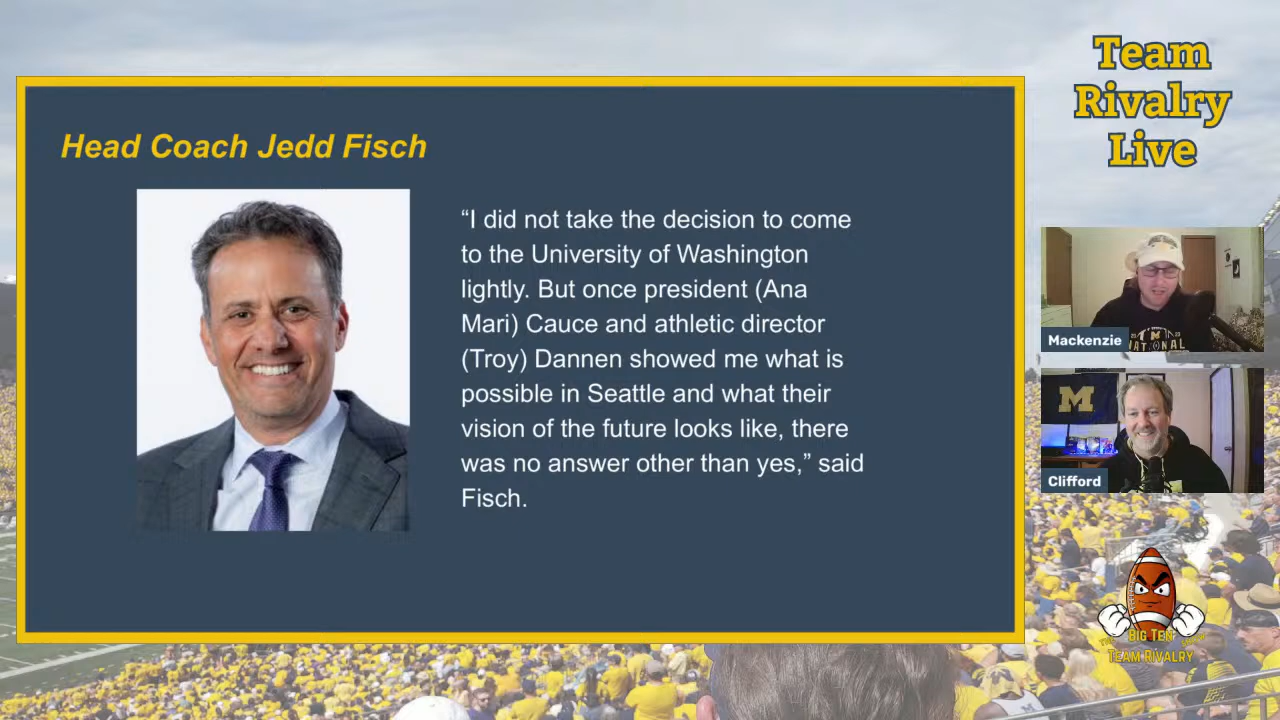 Team
Rivalry
Live
Head Coach Jedd Fisch
“I did not take the decision to come
to the University of Washington
lightly. But once president (Ana
Mari) Cauce and athletic director
(Troy) Dannen showed me what is
possible in Seattle and what their
vision of the future looks like, there
was no answer other than yes,” said
Fisch.
M
NATIONAL
Mackenzie
M
Clifford
BIG TEN
TEAM RIVALRY